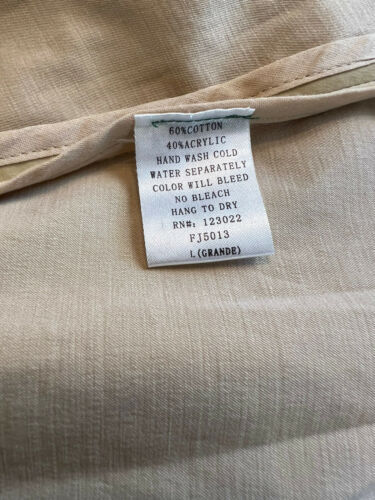 60%COTTON
40%ACRYLIC
HAND WASH COLD
WATER SEPARATELY
COLOR WILL BLEED
NO BLEACH
HANG TO DRY
RN#: 123022
FJ5013
L(GRANDE)